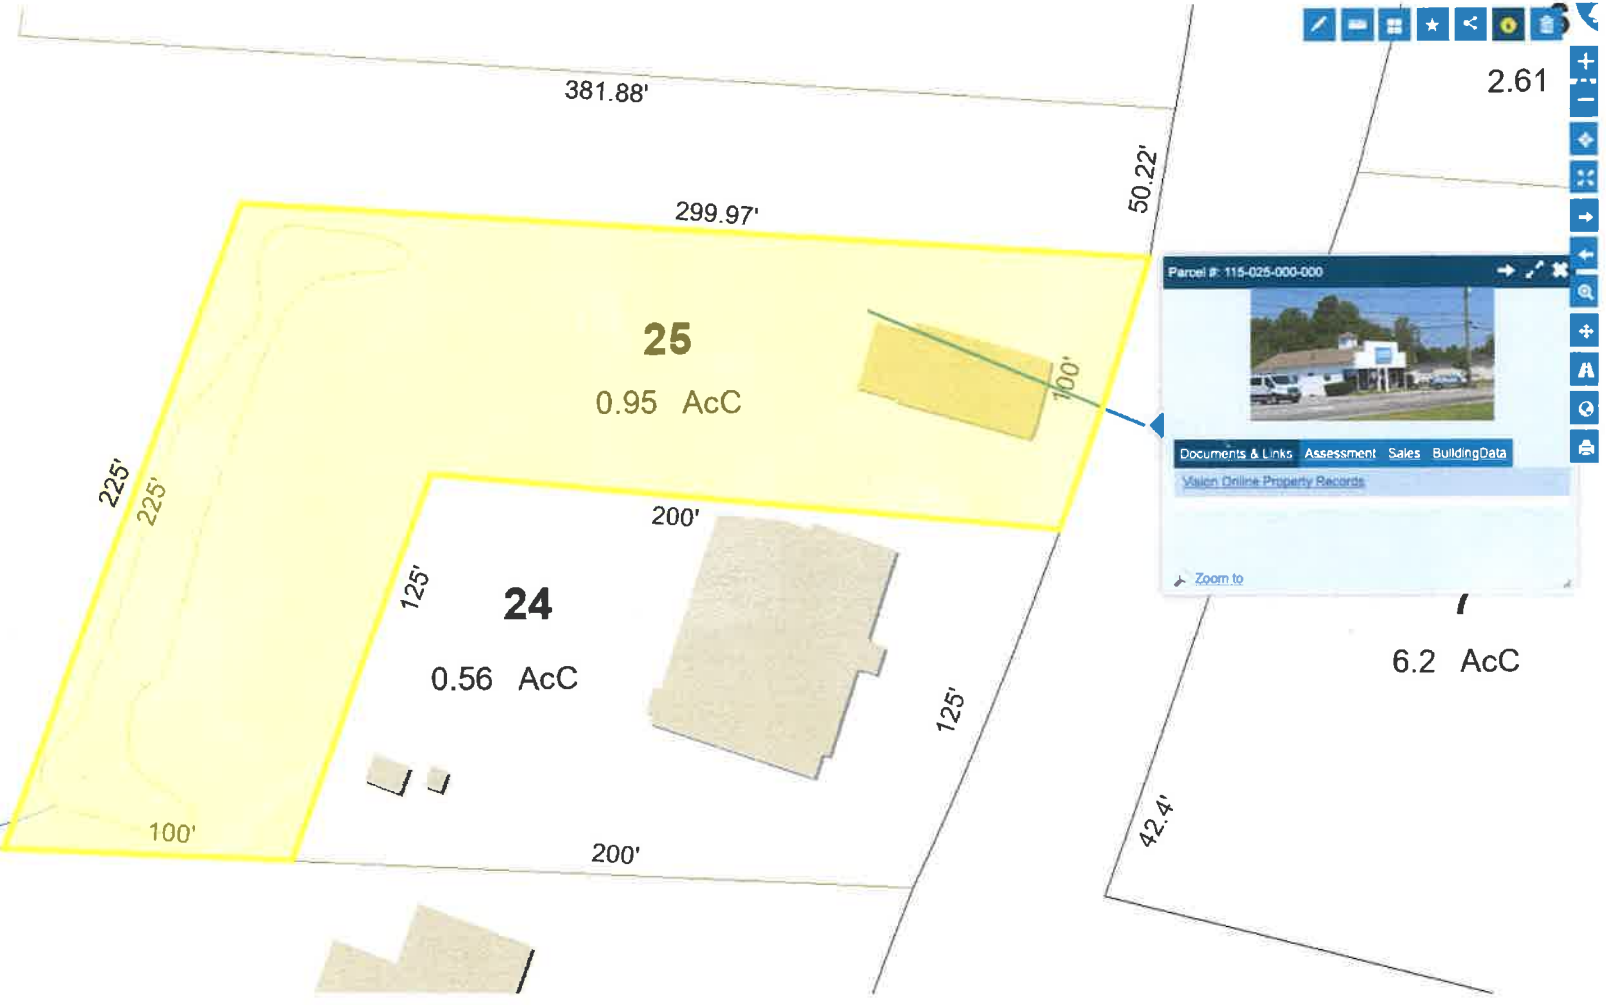 381.88'
2.61
50.22'
299.97'
Parcel #: 115-025-000-000
25
0.95 AcC
100'
Documents & Links Assessment Sales BuildingData
Vision Online Property Records
225'
225'
200'
125'
24
0.56 AcC
Zoom to
7
6.2 AcC
125'
42.4'
100'
200'